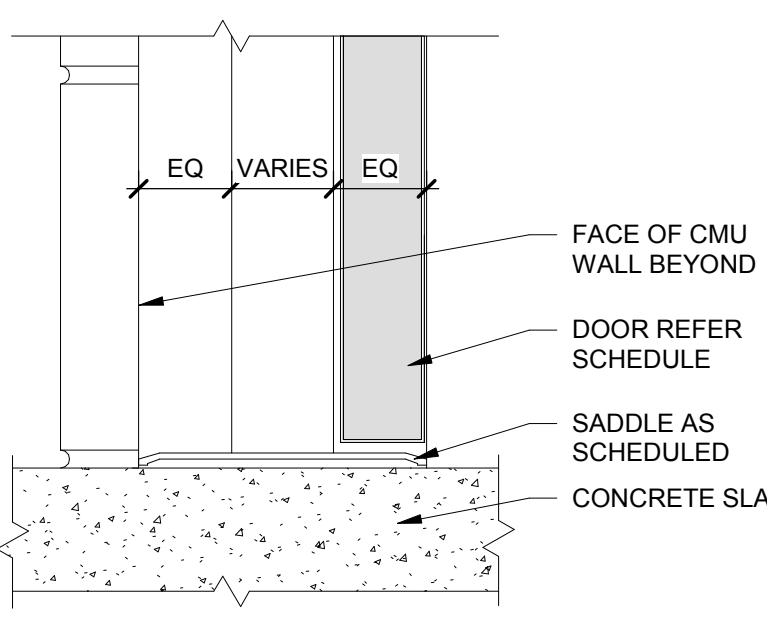 EQ VARIES EQ
FACE OF CMU
WALL BEYOND
DOOR REFER
SCHEDULE
SADDLE AS
SCHEDULED
CONCRETE SLA